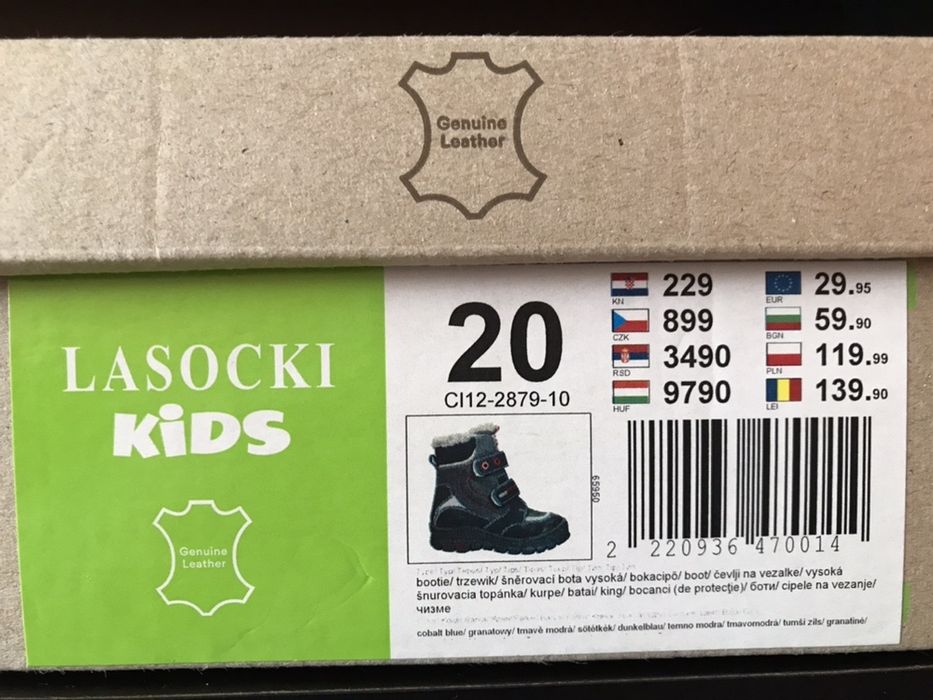 Genuine
Leather
LASOCKI
KiDS
Genuine
Leather
20
CI12-2879-10
65950
KN 229
CZK 899
RSD 3490
HUF 9790
EUR 29.95
BGN 59.90
PLN 119.99
LEI 139.90
2 220936 470014
bootie/ trzewik/ šněrovací bota vysoká/ bokacipő/ boot/ čevlji na vezalke/ vysoká
šnurovacia topánka/ kurpe/ batai/ king/ bocanci (de protecţie)/ боти/ cipele na vezanje/
чизме
cobalt blue/ granatowy/ tmavě modrá/ sötétkék/ dunkelblau/ temno modra/ tmavomodrá/ tumši zils/ granatinė/